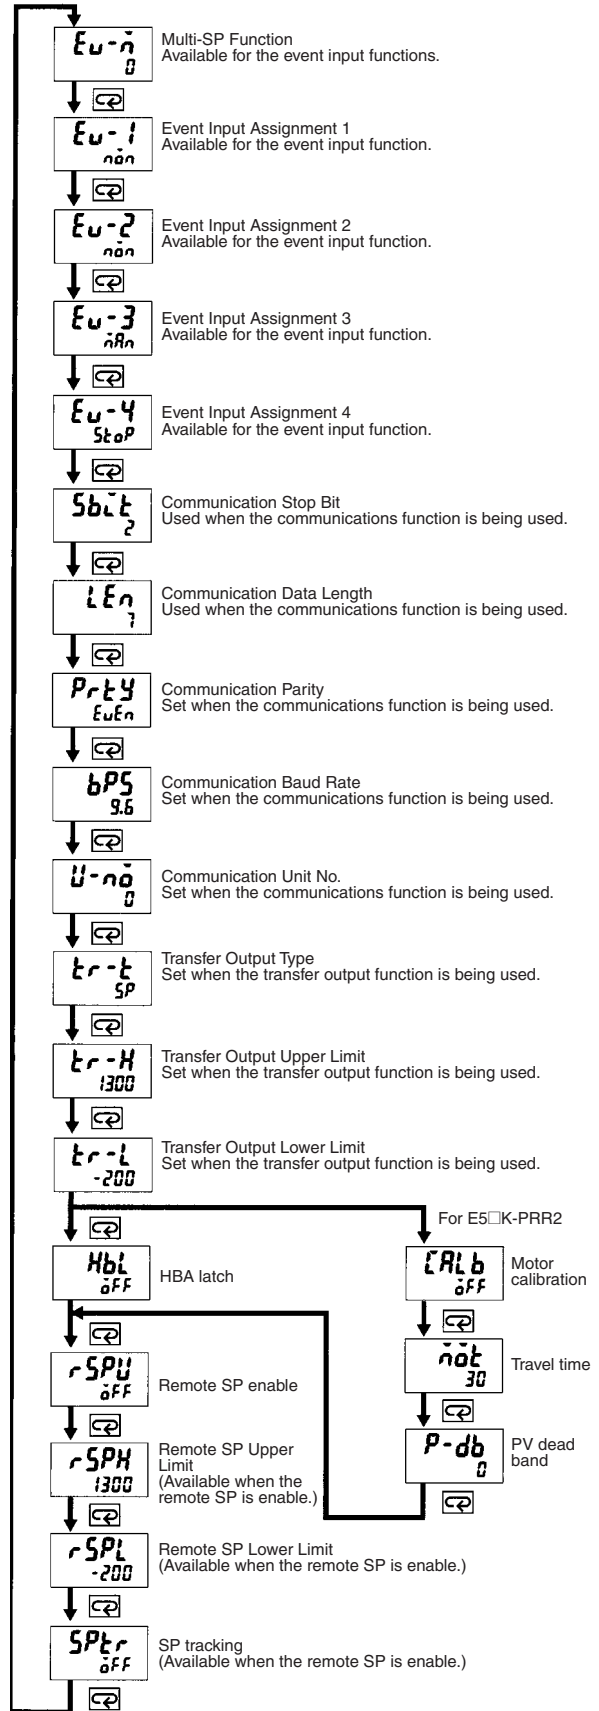 Eu-m
0
Multi-SP Function
Available for the event input functions.
Eu-1
non
Event Input Assignment 1
Available for the event input function.
Eu-2
non
Event Input Assignment 2
Available for the event input function.
Eu-3
mAn
Event Input Assignment 3
Available for the event input function.
Eu-4
StoP
Event Input Assignment 4
Available for the event input function.
Sbit
2
Communication Stop Bit
Used when the communications function is being used.
LEn
7
Communication Data Length
Used when the communications function is being used.
PrtY
EuEn
Communication Parity
Set when the communications function is being used.
bPS
9.6
Communication Baud Rate
Set when the communications function is being used.
U-no
0
Communication Unit No.
Set when the communications function is being used.
tr-t
SP
Transfer Output Type
Set when the transfer output function is being used.
tr-H
1300
Transfer Output Upper Limit
Set when the transfer output function is being used.
tr-L
-200
Transfer Output Lower Limit
Set when the transfer output function is being used.
HbL
oFF
HBA latch
rSPU
oFF
Remote SP enable
rSPH
1300
Remote SP Upper
Limit
(Available when the
remote SP is enable.)
rSPL
-200
Remote SP Lower Limit
(Available when the remote SP is enable.)
SPtr
oFF
SP tracking
(Available when the remote SP is enable.)
For E5□K-PRR2
CALb
oFF
Motor
calibration
mot
30
Travel time
P-db
0
PV dead
band